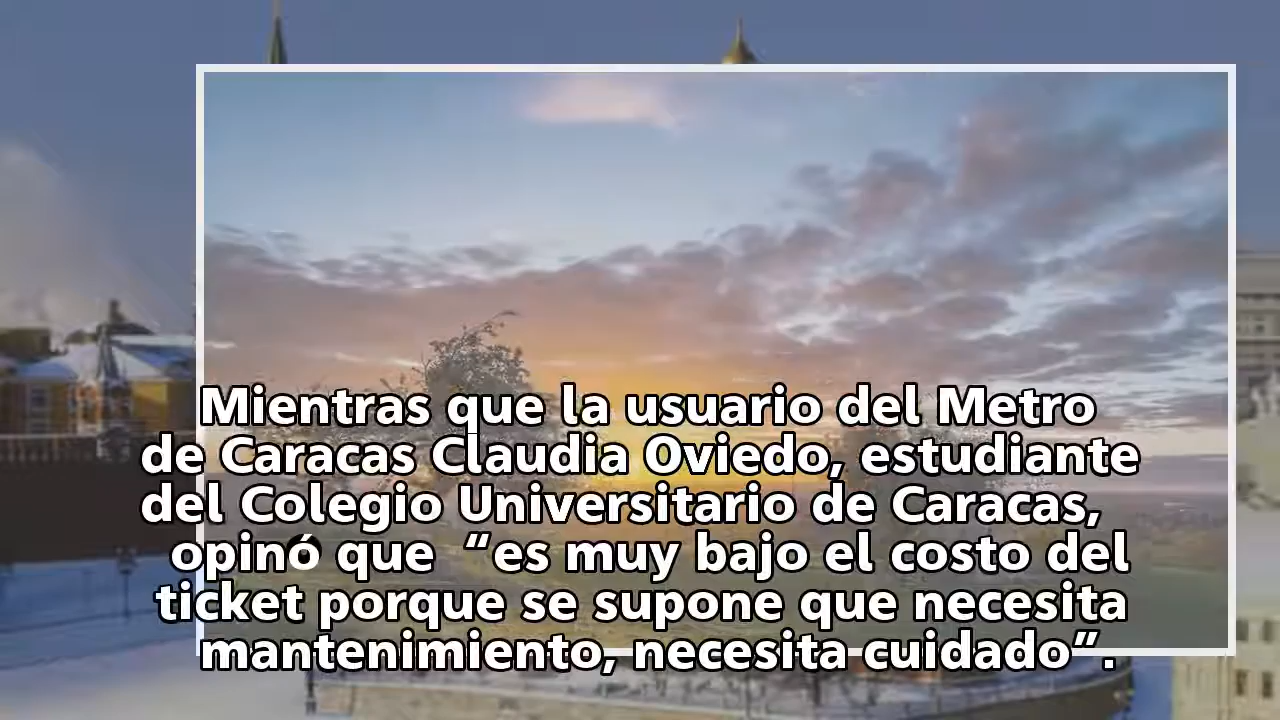 Mientras que la usuario del Metro
de Caracas Claudia Oviedo, estudiante
del Colegio Universitario de Caracas,
opinó que “es muy bajo el costo del
ticket porque se supone que necesita
mantenimiento, necesita cuidado”.